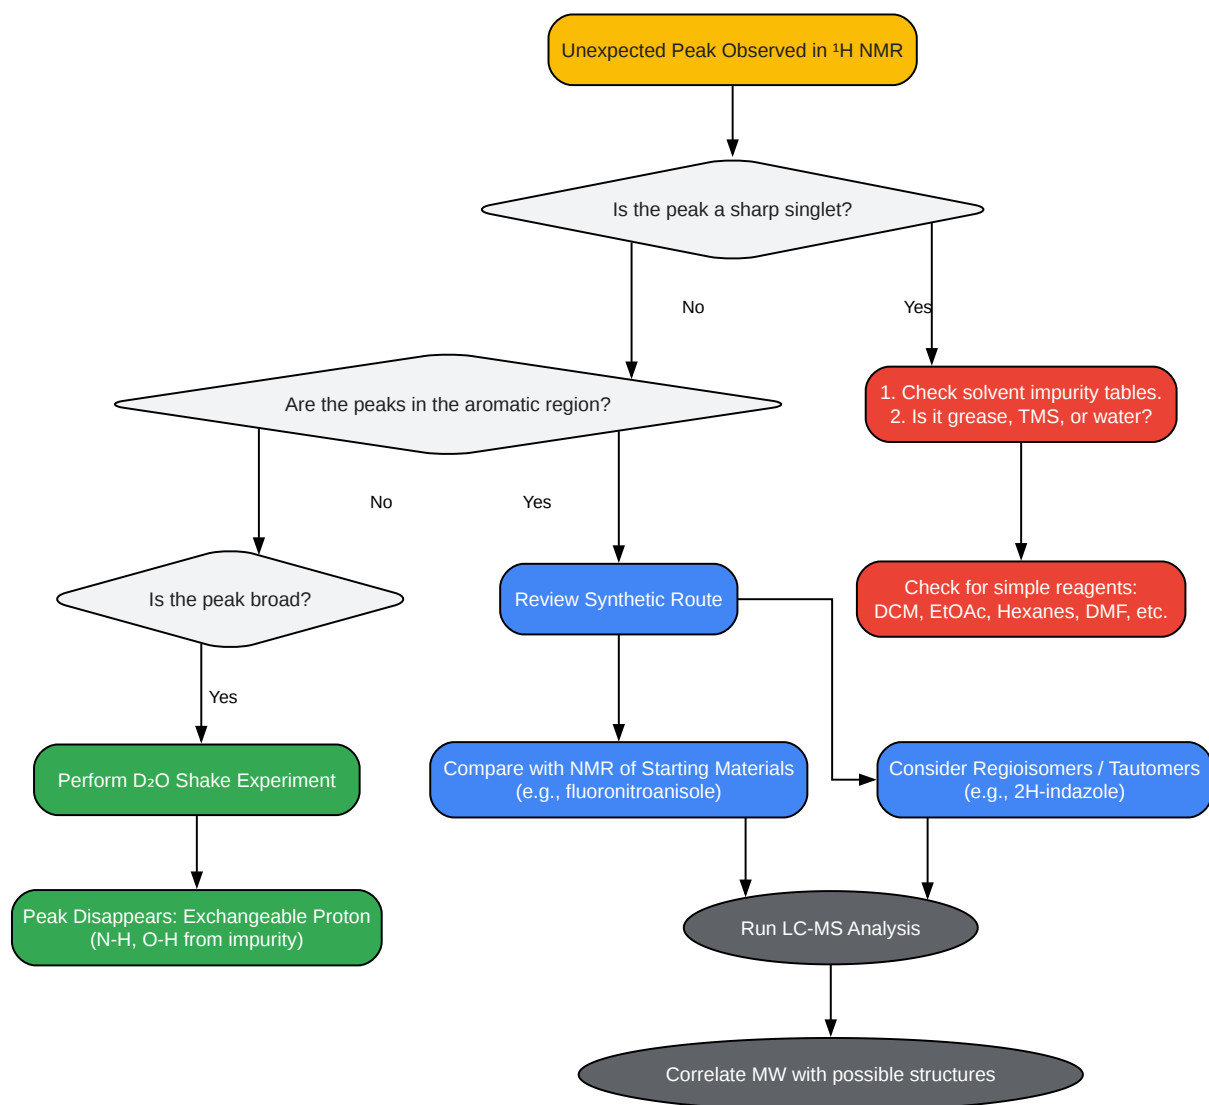 Unexpected Peak Observed in ¹H NMR
Is the peak a sharp singlet?
No
Yes
Are the peaks in the aromatic region?
1. Check solvent impurity tables.
2. Is it grease, TMS, or water?
No
Yes
Is the peak broad?
Review Synthetic Route
Check for simple reagents:
DCM, EtOAc, Hexanes, DMF, etc.
Yes
Perform D₂O Shake Experiment
Compare with NMR of Starting Materials
(e.g., fluoronitroanisole)
Consider Regioisomers / Tautomers
(e.g., 2H-indazole)
Peak Disappears: Exchangeable Proton
(N-H, O-H from impurity)
Run LC-MS Analysis
Correlate MW with possible structures